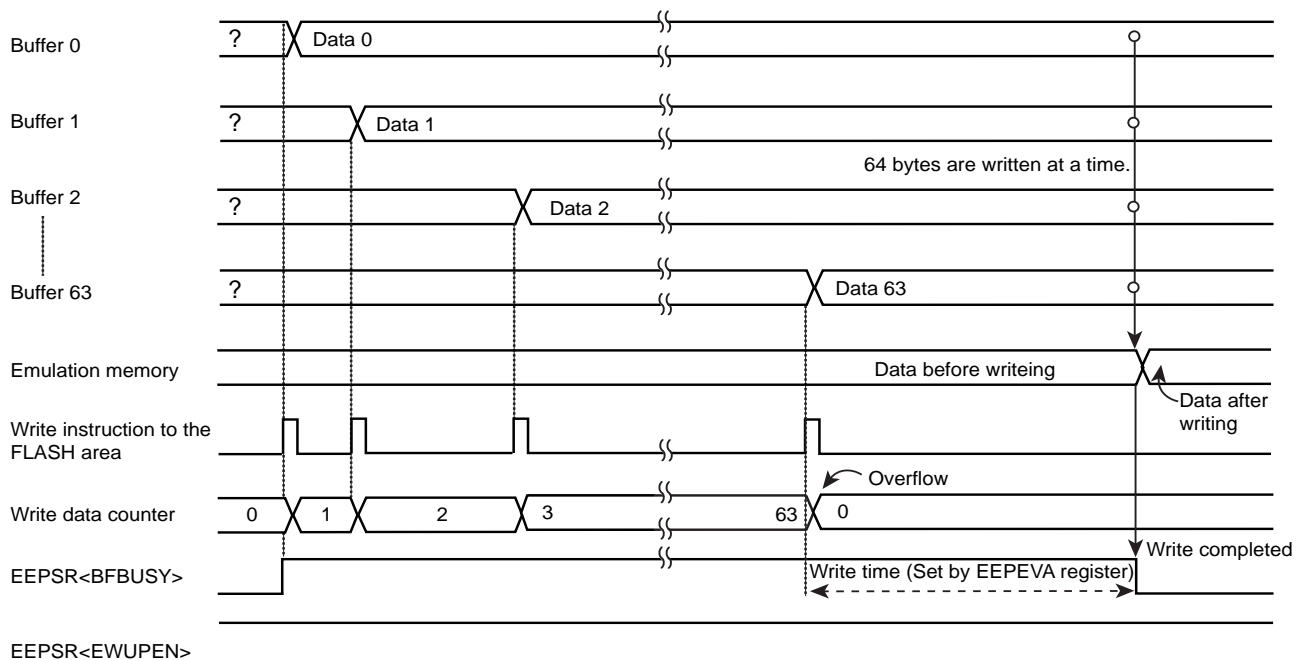 Buffer 0
? Data 0
Buffer 1
? Data 1
64 bytes are written at a time.
Buffer 2
? Data 2
Buffer 63
? Data 63
Emulation memory
Data before writeing
Data after
writing
Write instruction to the
FLASH area
Overflow
Write data counter
0 1 2 3 63 0
Write completed
EEPSR<BFBUSY>
Write time (Set by EEPEVA register)
EEPSR<EWUPEN>